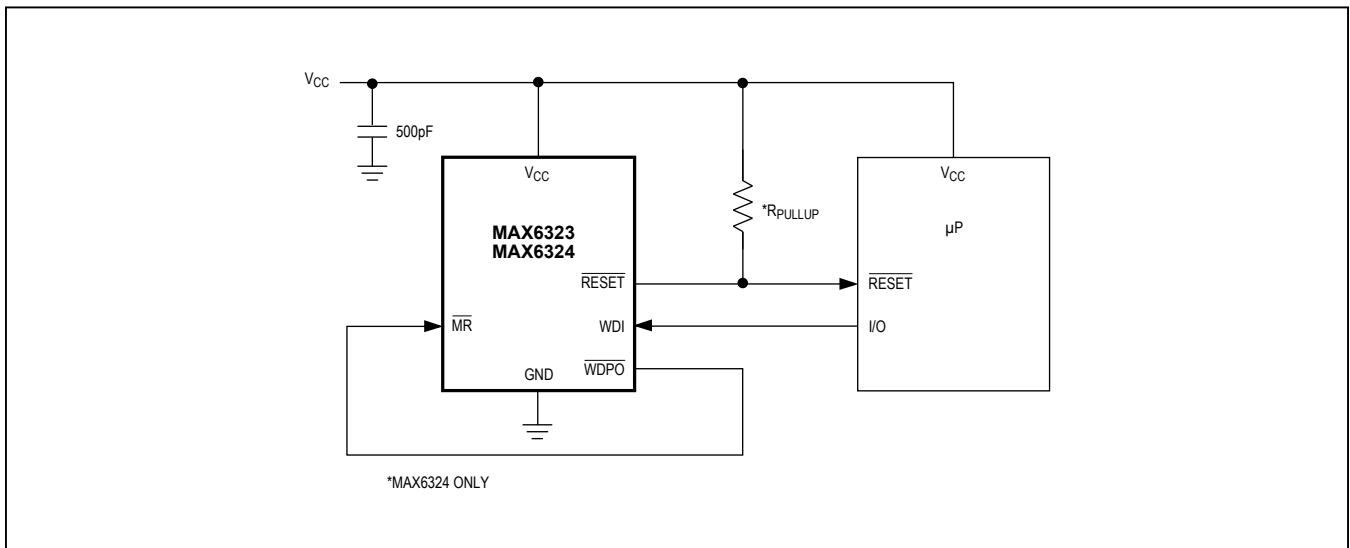 VCC
500pF
VCC
MAX6323
MAX6324
*RPULLUP
VCC
µP
RESET
RESET
MR
WDI
I/O
WDPO
GND
*MAX6324 ONLY